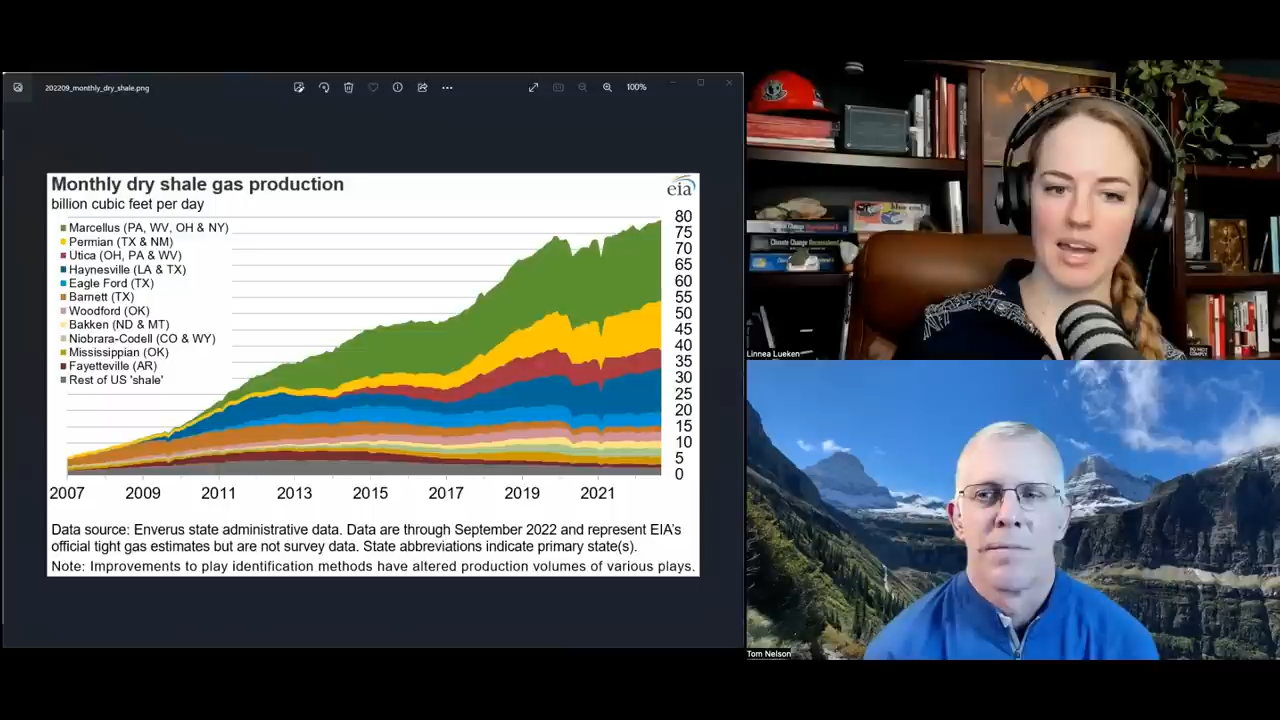 202209_monthly_dry_shale.png
100%
Monthly dry shale gas production
billion cubic feet per day
eia
Marcellus (PA, WV, OH & NY)
Permian (TX & NM)
Utica (OH, PA & WV)
Haynesville (LA & TX)
Eagle Ford (TX)
Barnett (TX)
Woodford (OK)
Bakken (ND & MT)
Niobrara-Codell (CO & WY)
Mississippian (OK)
Fayetteville (AR)
Rest of US 'shale'
80
75
70
65
60
55
50
45
40
35
30
25
20
15
10
5
0
2007 2009 2011 2013 2015 2017 2019 2021
Data source: Enverus state administrative data. Data are through September 2022 and represent EIA's
official tight gas estimates but are not survey data. State abbreviations indicate primary state(s).
Note: Improvements to play identification methods have altered production volumes of various plays.
Climate Change Reconsidered
Linnea Lueken
Tom Nelson